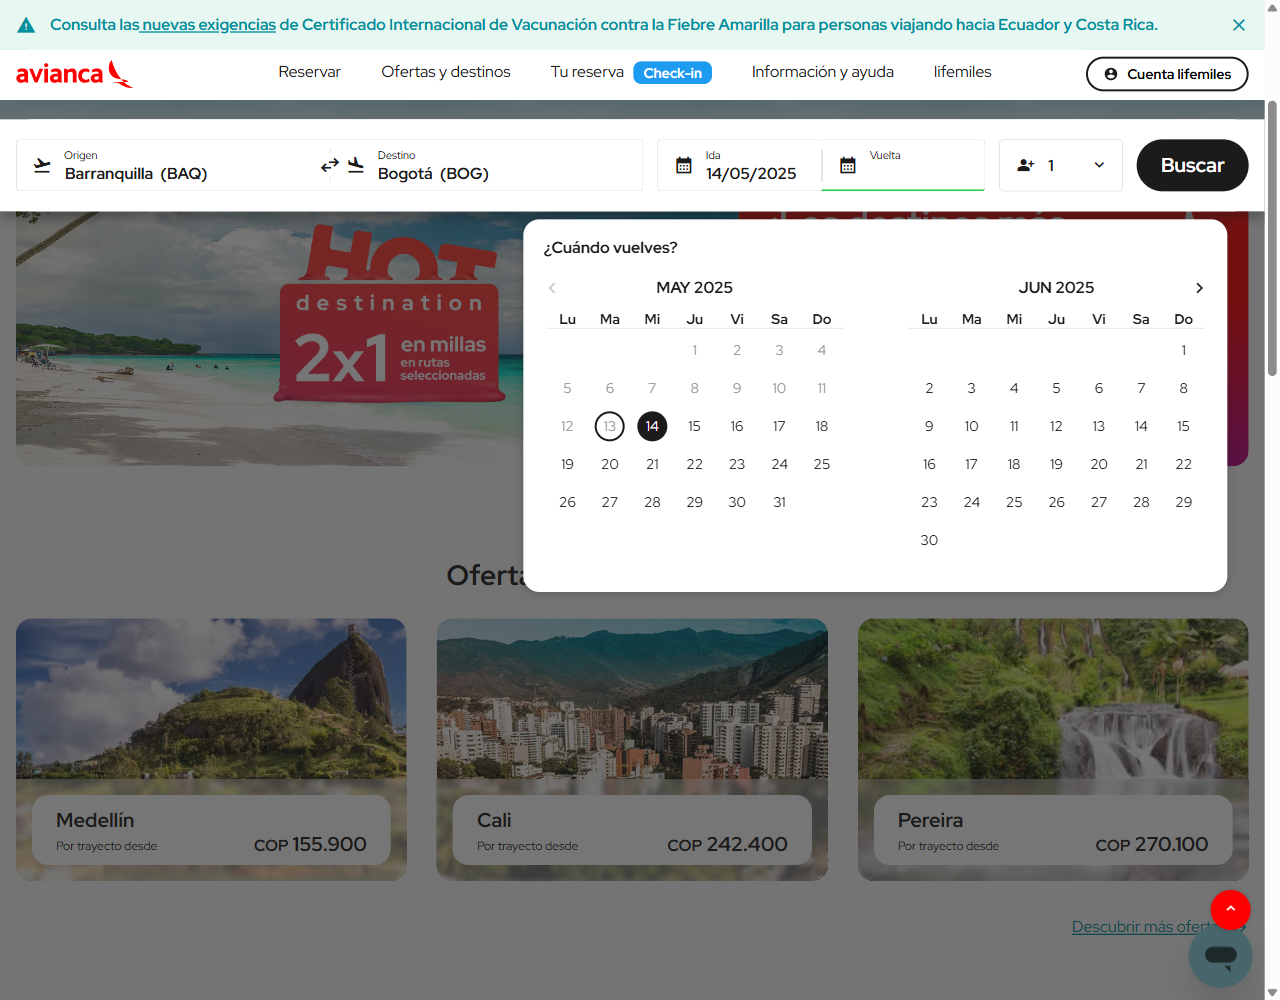 Consulta las nuevas exigencias de Certificado Internacional de Vacunación contra la Fiebre Amarilla para personas viajando hacia Ecuador y Costa Rica.
avianca
Reservar
Ofertas y destinos
Tu reserva
Check-in
Información y ayuda
lifemiles
Cuenta lifemiles
Origen
Barranquilla (BAQ)
Destino
Bogotá (BOG)
Ida
14/05/2025
Vuelta
1
Buscar
HOT
destination
2x1
en millas
en rutas
seleccionadas
¿Cuándo vuelves?
MAY 2025
Lu Ma Mi Ju Vi Sa Do
1 2 3 4
5 6 7 8 9 10 11
12 13 14 15 16 17 18
19 20 21 22 23 24 25
26 27 28 29 30 31
JUN 2025
Lu Ma Mi Ju Vi Sa Do
1
2 3 4 5 6 7 8
9 10 11 12 13 14 15
16 17 18 19 20 21 22
23 24 25 26 27 28 29
30
Medellín
Por trayecto desde
COP 155.900
Cali
Por trayecto desde
COP 242.400
Pereira
Por trayecto desde
COP 270.100
Descubrir más